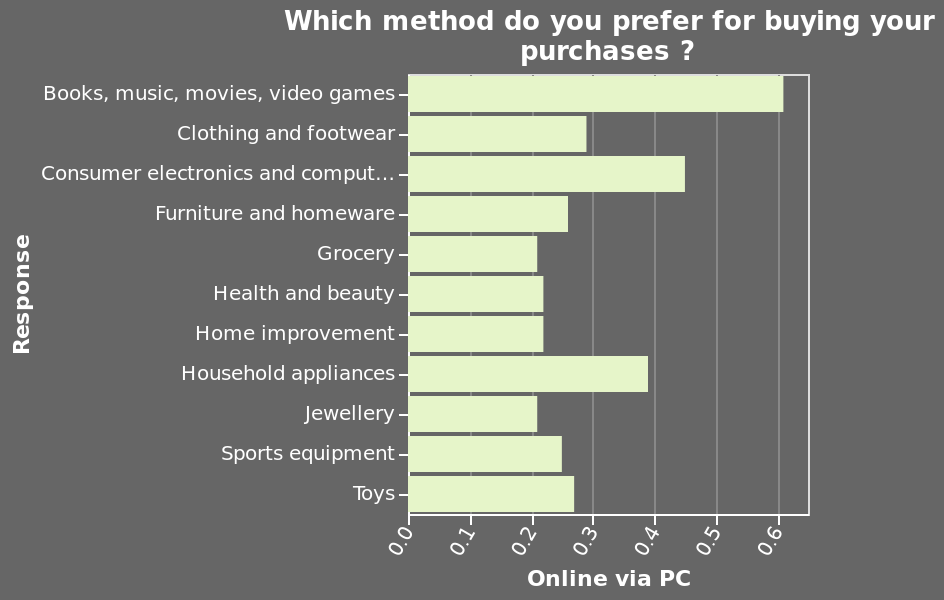 Which method do you prefer for buying your
purchases ?
Response
Books, music, movies, video games
Clothing and footwear
Consumer electronics and comput…
Furniture and homeware
Grocery
Health and beauty
Home improvement
Household appliances
Jewellery
Sports equipment
Toys
0.0 0.1 0.2 0.3 0.4 0.5 0.6
Online via PC